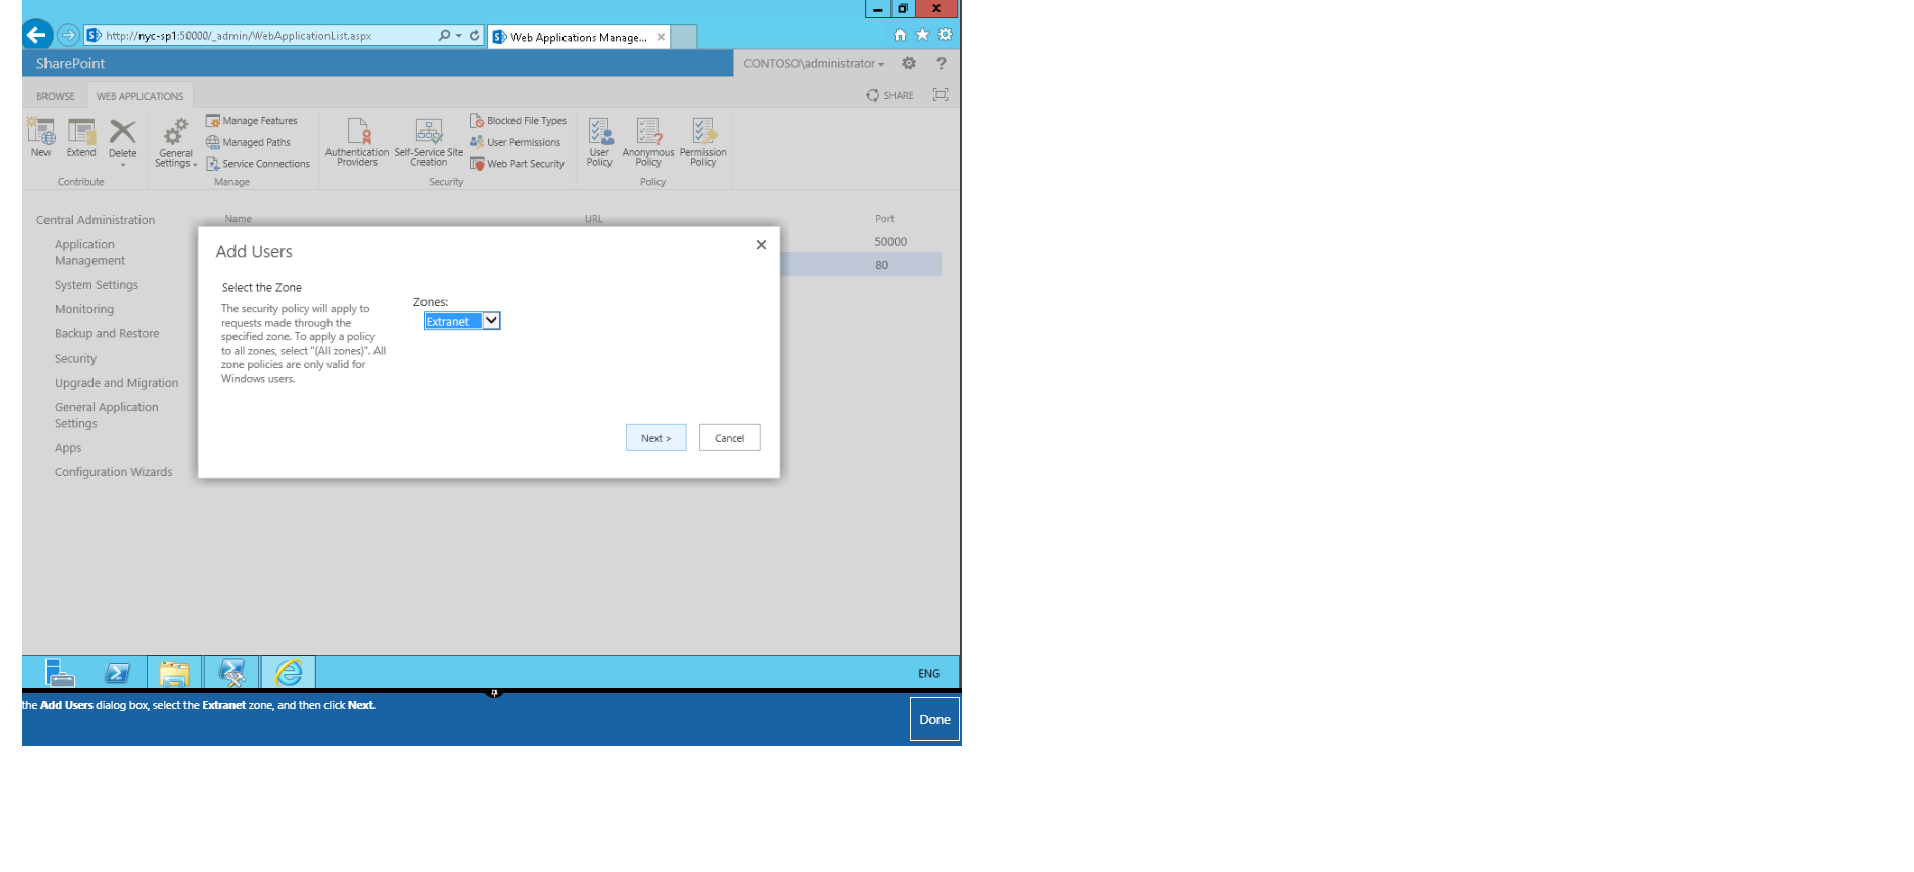 http://nyc-sp1:50000/_admin/WebApplicationList.aspx
Web Applications Manage...
SharePoint
CONTOSO\administrator
?
BROWSE
WEB APPLICATIONS
SHARE
New
Extend
Delete
General
Settings
Manage Features
Managed Paths
Service Connections
Authentication
Providers
Self-Service Site
Creation
Blocked File Types
User Permissions
Web Part Security
User
Policy
Anonymous
Policy
Permission
Policy
Contribute
Manage
Security
Policy
Central Administration
Application
Management
System Settings
Monitoring
Backup and Restore
Security
Upgrade and Migration
General Application
Settings
Apps
Configuration Wizards
Name
URL
Port
50000
80
Add Users
Select the Zone
The security policy will apply to
requests made through the
specified zone. To apply a policy
to all zones, select "(All zones)". All
zone policies are only valid for
Windows users.
Zones:
Extranet
Next >
Cancel
ENG
the Add Users dialog box, select the Extranet zone, and then click Next.
Done